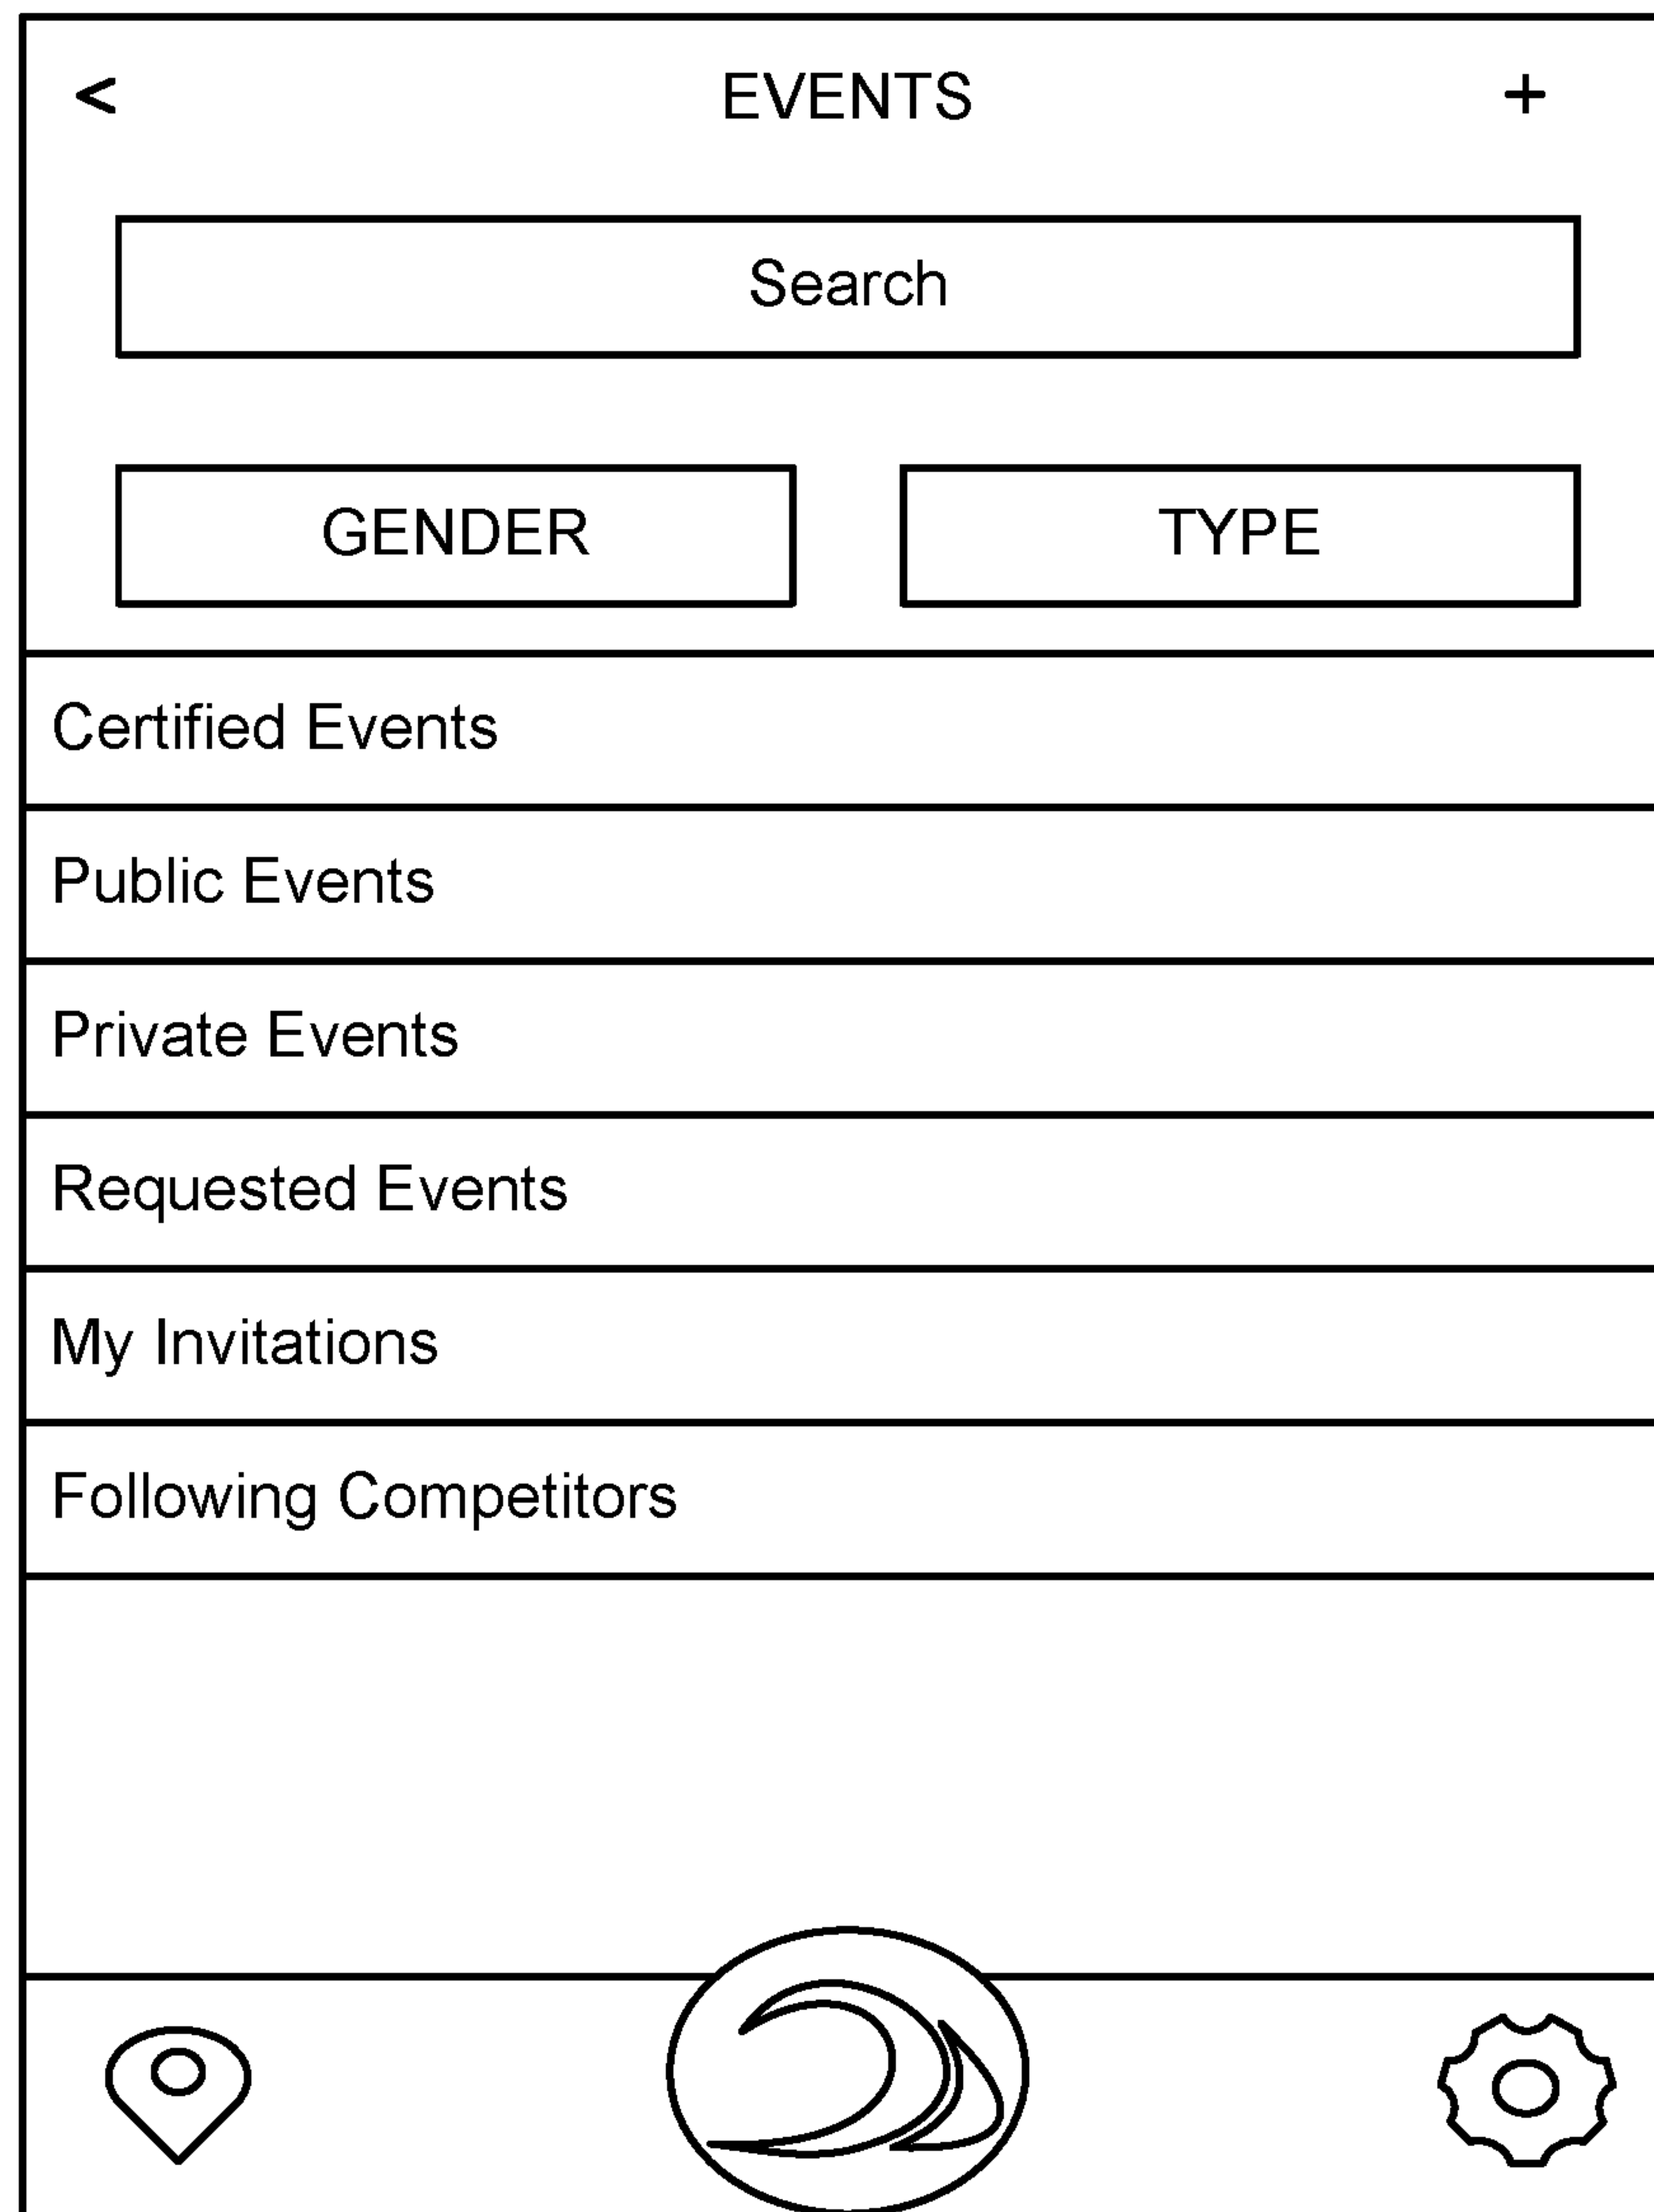 < EVENTS +
Search
GENDER TYPE
Certified Events
Public Events
Private Events
Requested Events
My Invitations
Following Competitors